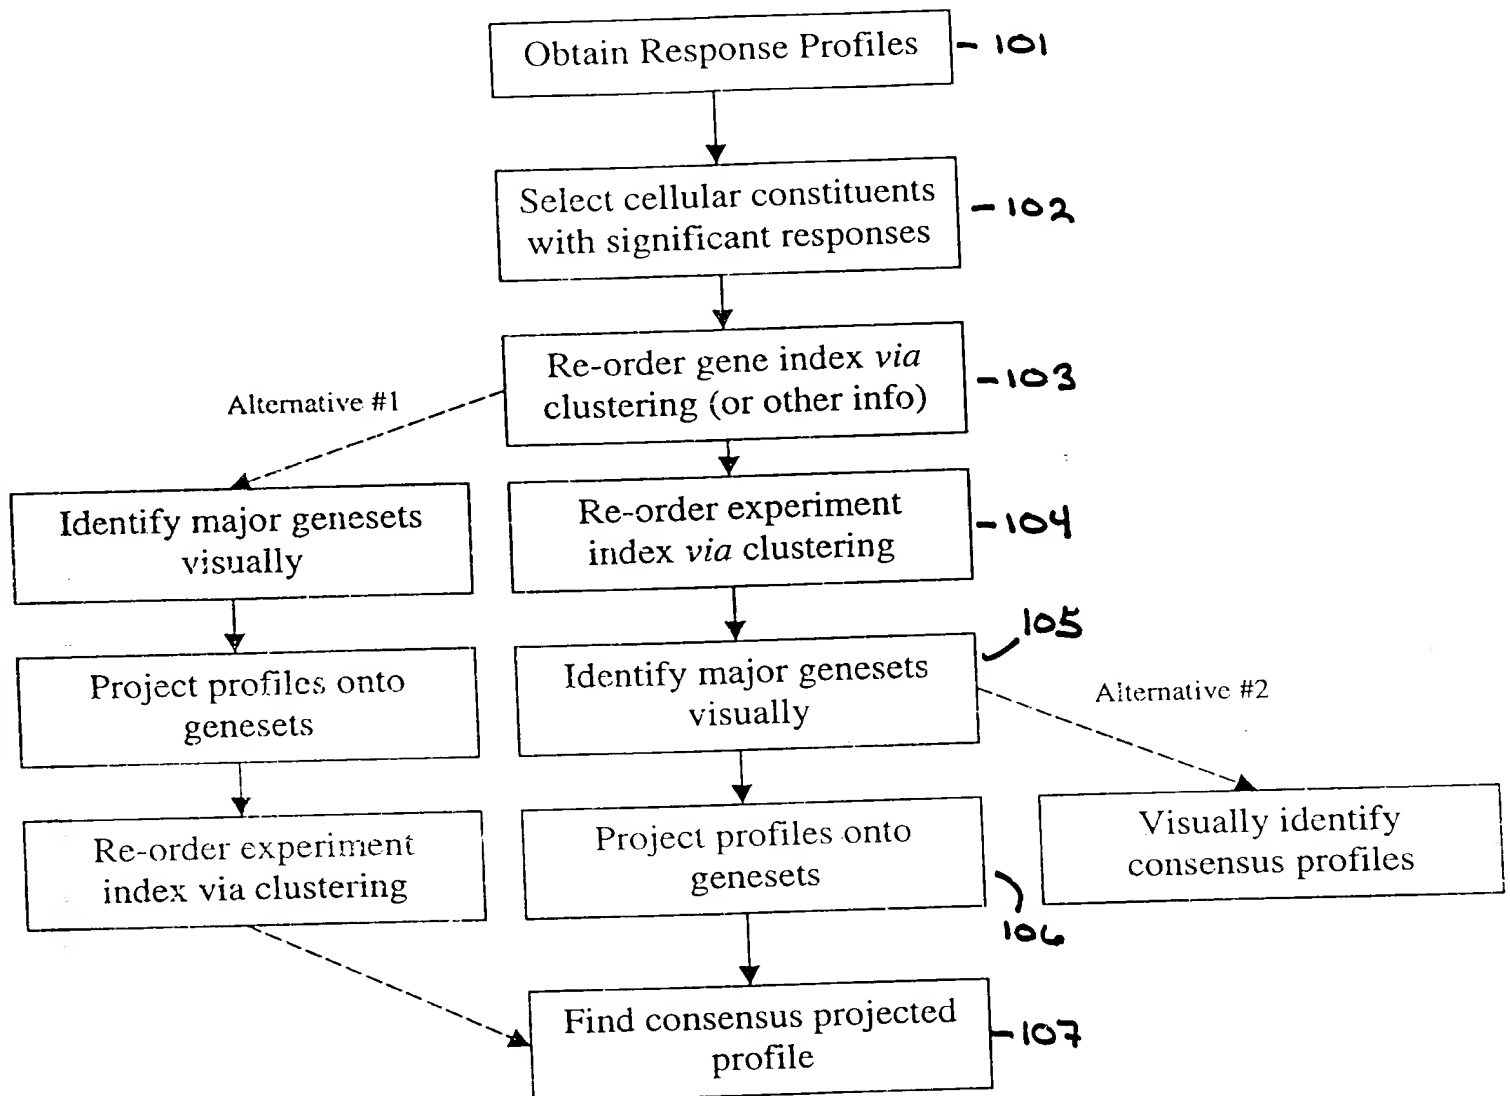 Obtain Response Profiles
- 101
Select cellular constituents
with significant responses
- 102
Re-order gene index via
clustering (or other info)
- 103
Alternative #1
Identify major genesets
visually
Re-order experiment
index via clustering
- 104
Project profiles onto
genesets
Identify major genesets
visually
105
Alternative #2
Re-order experiment
index via clustering
Project profiles onto
genesets
106
Visually identify
consensus profiles
Find consensus projected
profile
- 107